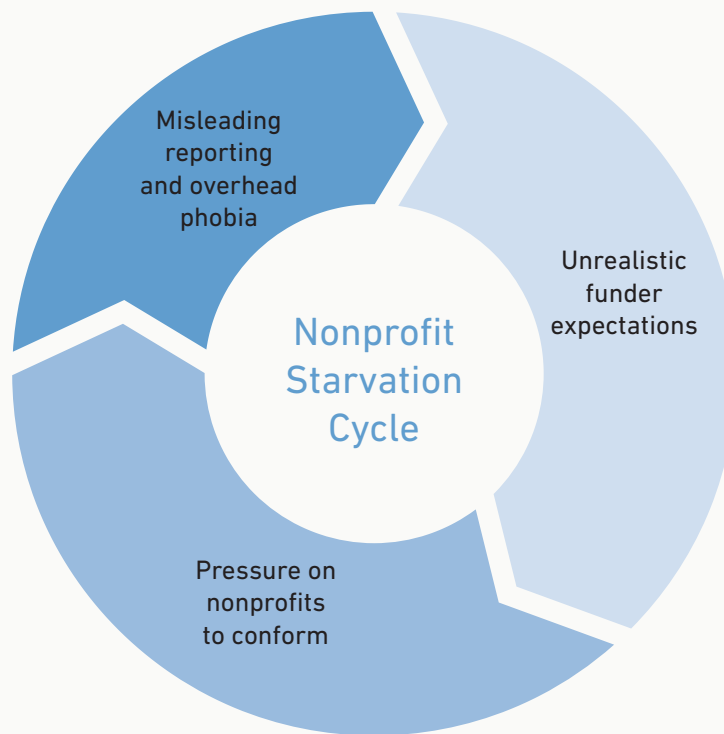 Misleading
reporting
and overhead
phobia
Unrealistic
funder
expectations
Nonprofit
Starvation
Cycle
Pressure on
nonprofits
to conform